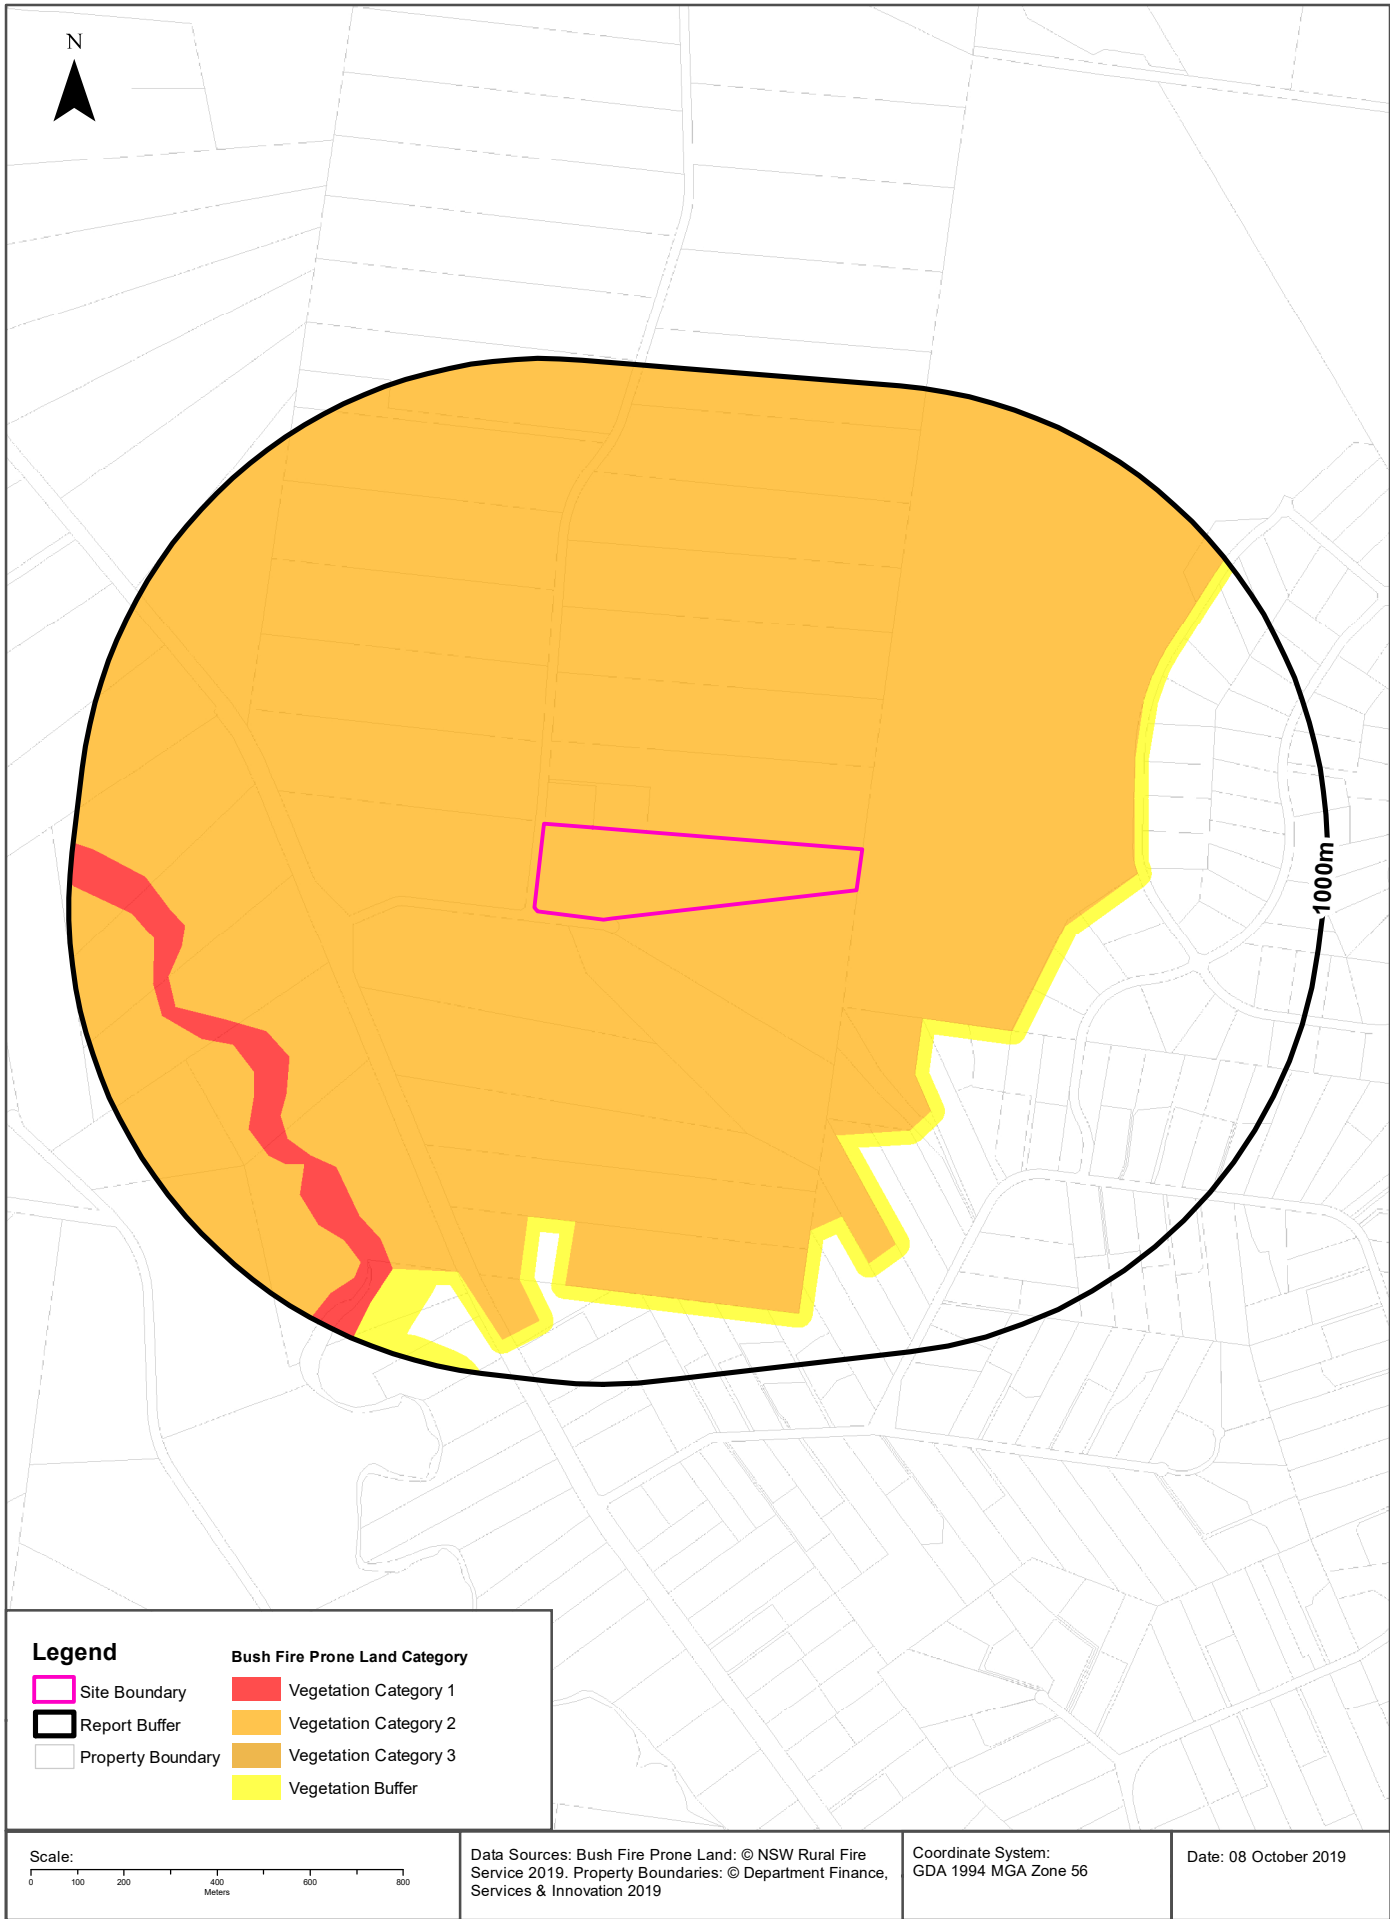 N
1000m
Legend
Site Boundary
Report Buffer
Property Boundary
Bush Fire Prone Land Category
Vegetation Category 1
Vegetation Category 2
Vegetation Category 3
Vegetation Buffer
Scale:
0 100 200 400 600 800
Meters
Data Sources: Bush Fire Prone Land: © NSW Rural Fire
Service 2019. Property Boundaries: © Department Finance,
Services & Innovation 2019
Coordinate System:
GDA 1994 MGA Zone 56
Date: 08 October 2019